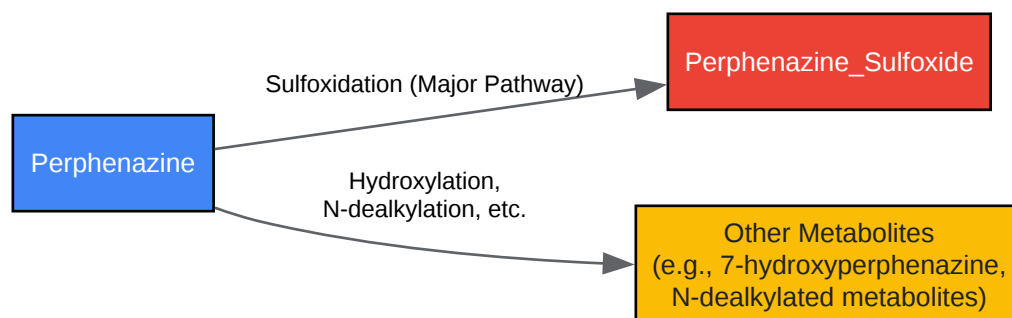 Perphenazine_Sulfoxide
Sulfoxidation (Major Pathway)
Perphenazine
Hydroxylation,
N-dealkylation, etc.
Other Metabolites
(e.g., 7-hydroxyperphenazine,
N-dealkylated metabolites)